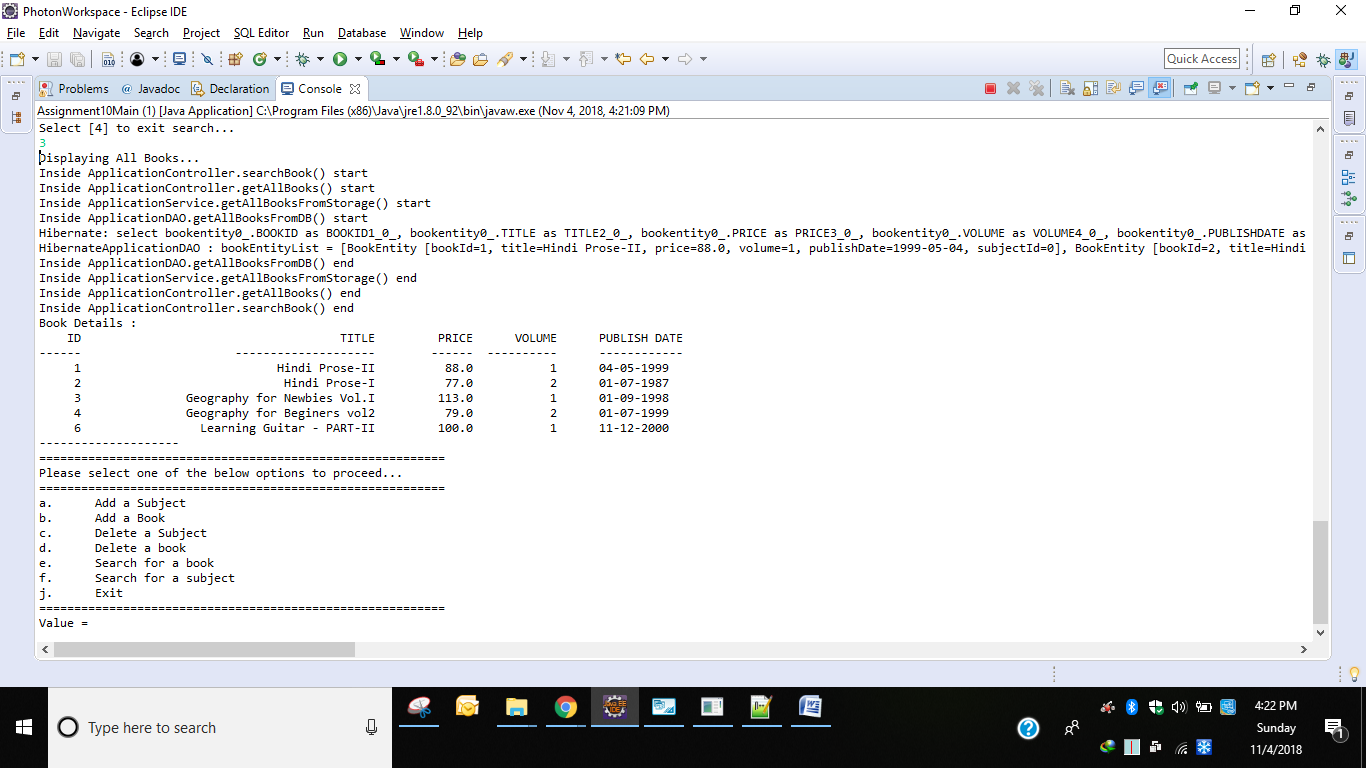 PhotonWorkspace - Eclipse IDE
File Edit Navigate Search Project SQL Editor Run Database Window Help
Quick Access
Problems @ Javadoc Declaration Console
Assignment10Main (1) [Java Application] C:\Program Files (x86)\Java\jre1.8.0_92\bin\javaw.exe (Nov 4, 2018, 4:21:09 PM)
Select [4] to exit search...
3
Displaying All Books...
Inside ApplicationController.searchBook() start
Inside ApplicationController.getAllBooks() start
Inside ApplicationService.getAllBooksFromStorage() start
Inside ApplicationDAO.getAllBooksFromDB() start
Hibernate: select bookentity0_.BOOKID as BOOKID1_0_, bookentity0_.TITLE as TITLE2_0_, bookentity0_.PRICE as PRICE3_0_, bookentity0_.VOLUME as VOLUME4_0_, bookentity0_.PUBLISHDATE as
HibernateApplicationDAO : bookEntityList = [BookEntity [bookId=1, title=Hindi Prose-II, price=88.0, volume=1, publishDate=1999-05-04, subjectId=0], BookEntity [bookId=2, title=Hindi
Inside ApplicationDAO.getAllBooksFromDB() end
Inside ApplicationService.getAllBooksFromStorage() end
Inside ApplicationController.getAllBooks() end
Inside ApplicationController.searchBook() end
Book Details :
ID TITLE PRICE VOLUME PUBLISH DATE
------ -------------------- ------ ---------- ------------
1 Hindi Prose-II 88.0 1 04-05-1999
2 Hindi Prose-I 77.0 2 01-07-1987
3 Geography for Newbies Vol.I 113.0 1 01-09-1998
4 Geography for Beginers vol2 79.0 2 01-07-1999
6 Learning Guitar - PART-II 100.0 1 11-12-2000
--------------------
==========================================================
Please select one of the below options to proceed...
==========================================================
a. Add a Subject
b. Add a Book
c. Delete a Subject
d. Delete a book
e. Search for a book
f. Search for a subject
j. Exit
==========================================================
Value =
Type here to search
4:22 PM
Sunday
11/4/2018
1